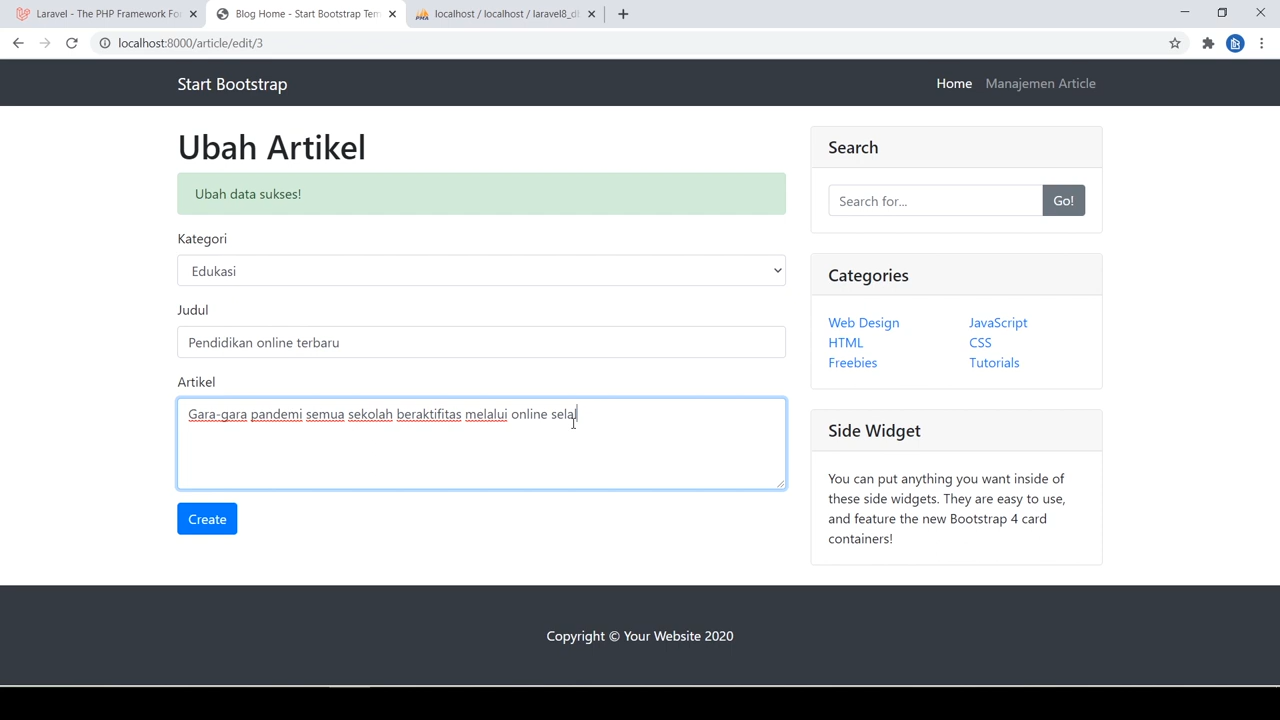 Laravel - The PHP Framework Fo
Blog Home - Start Bootstrap Tem
localhost / localhost / laravel8_d
localhost:8000/article/edit/3
Start Bootstrap
Home
Manajemen Article
Ubah Artikel
Ubah data sukses!
Kategori
Edukasi
Judul
Pendidikan online terbaru
Artikel
Gara-gara pandemi semua sekolah beraktifitas melalui online selal
Create
Search
Search for...
Go!
Categories
Web Design
JavaScript
HTML
CSS
Freebies
Tutorials
Side Widget
You can put anything you want inside of
these side widgets. They are easy to use,
and feature the new Bootstrap 4 card
containers!
Copyright © Your Website 2020